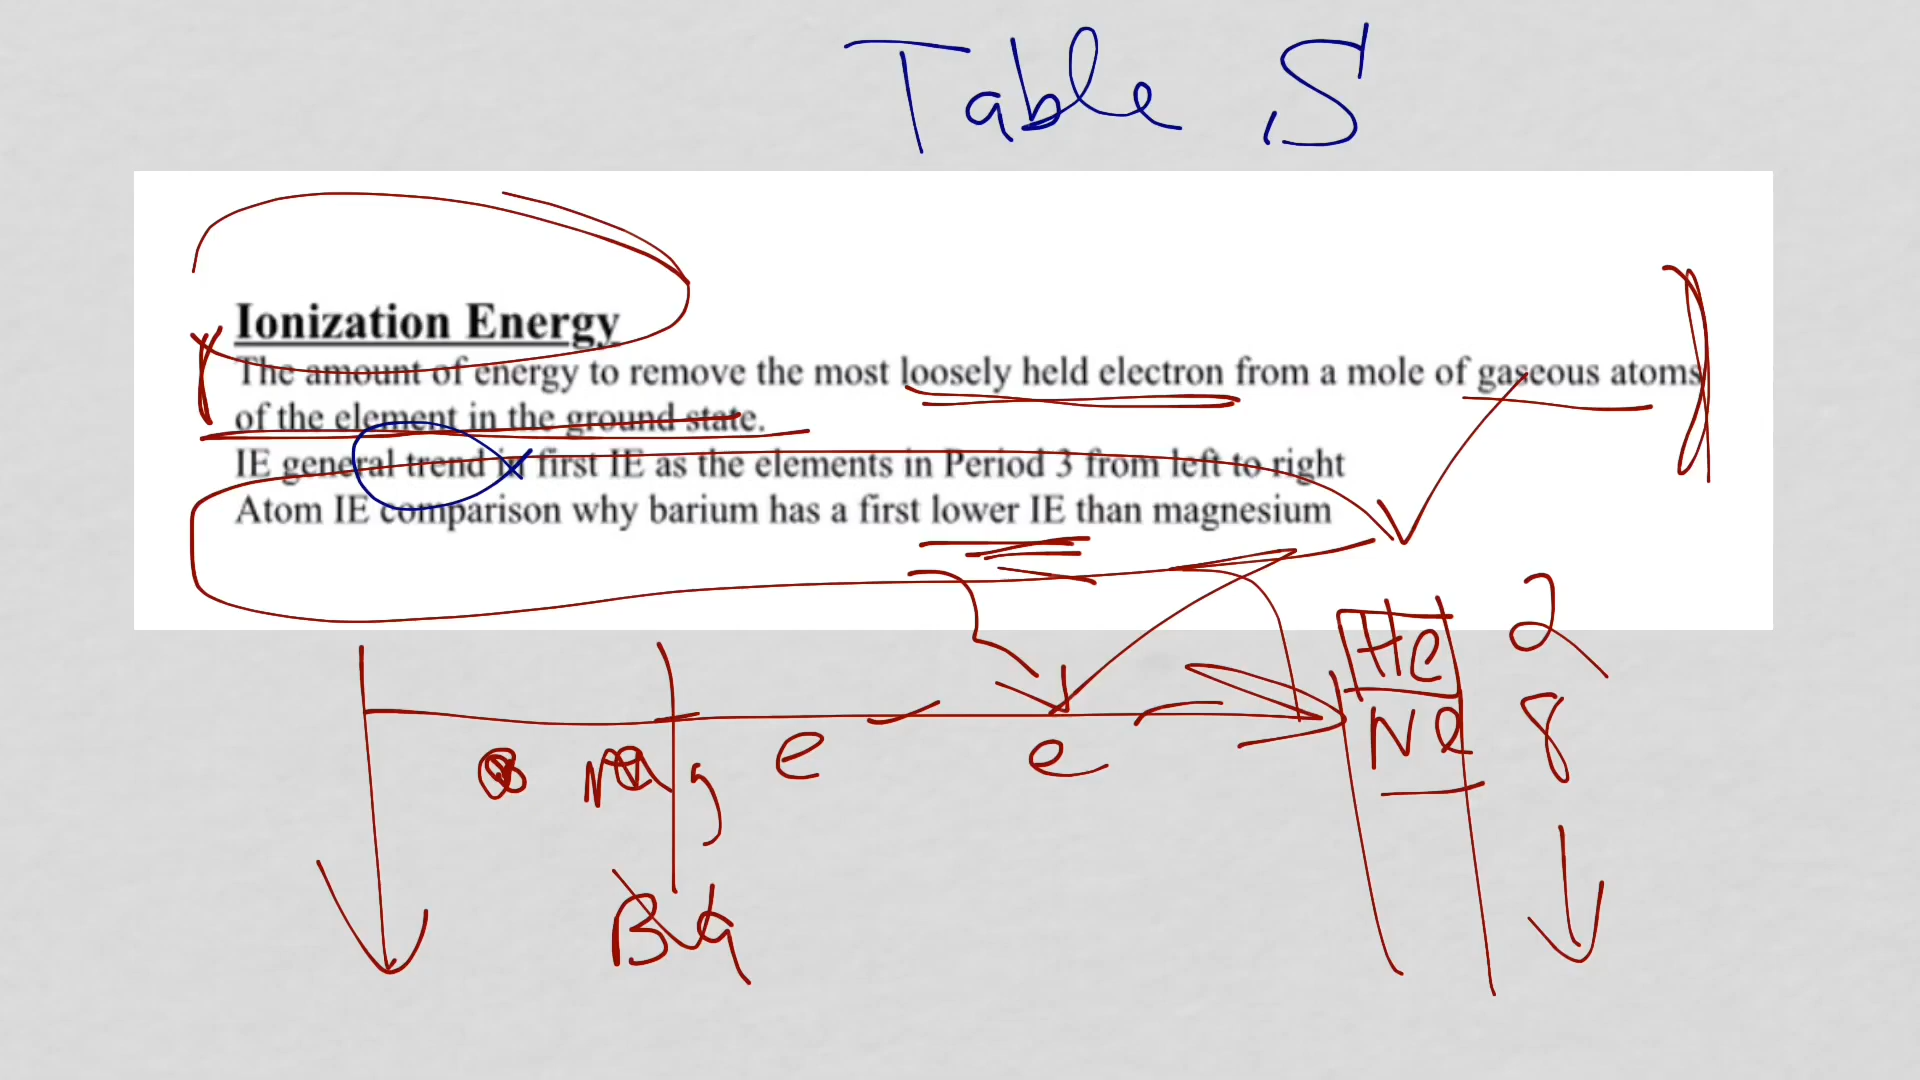 Table S
Ionization Energy
The amount of energy to remove the most loosely held electron from a mole of gaseous atoms
of the element in the ground state.
IE general trend in first IE as the elements in Period 3 from left to right
Atom IE comparison why barium has a first lower IE than magnesium
He 2
Ne 8
Mg e e
Ba